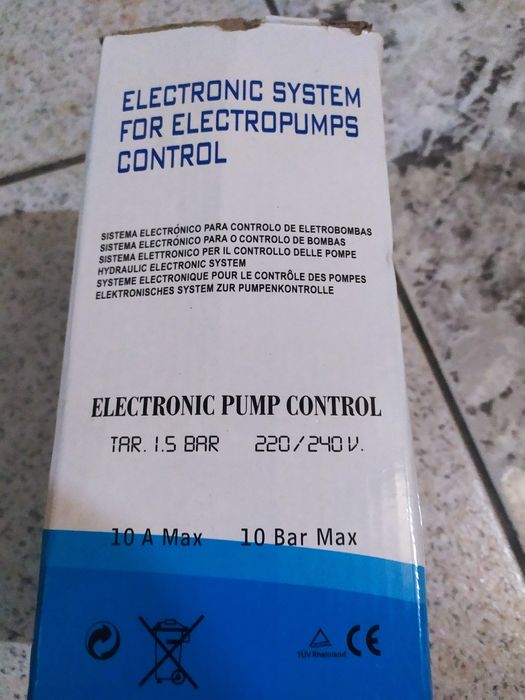 ELECTRONIC SYSTEM
FOR ELECTROPUMPS
CONTROL
SISTEMA ELECTRÓNICO PARA CONTROLO DE ELETROBOMBAS
SISTEMA ELECTRÓNICO PARA O CONTROLO DE BOMBAS
SISTEMA ELETTRONICO PER IL CONTROLLO DELLE POMPE
HYDRAULIC ELECTRONIC SYSTEM
SYSTEME ELECTRONIQUE POUR LE CONTRÔLE DES POMPES
ELEKTRONISCHES SYSTEM ZUR PUMPENKONTROLLE
ELECTRONIC PUMP CONTROL
TAR. 1.5 BAR 220/240 V.
10 A Max 10 Bar Max
TÜV Rheinland CE